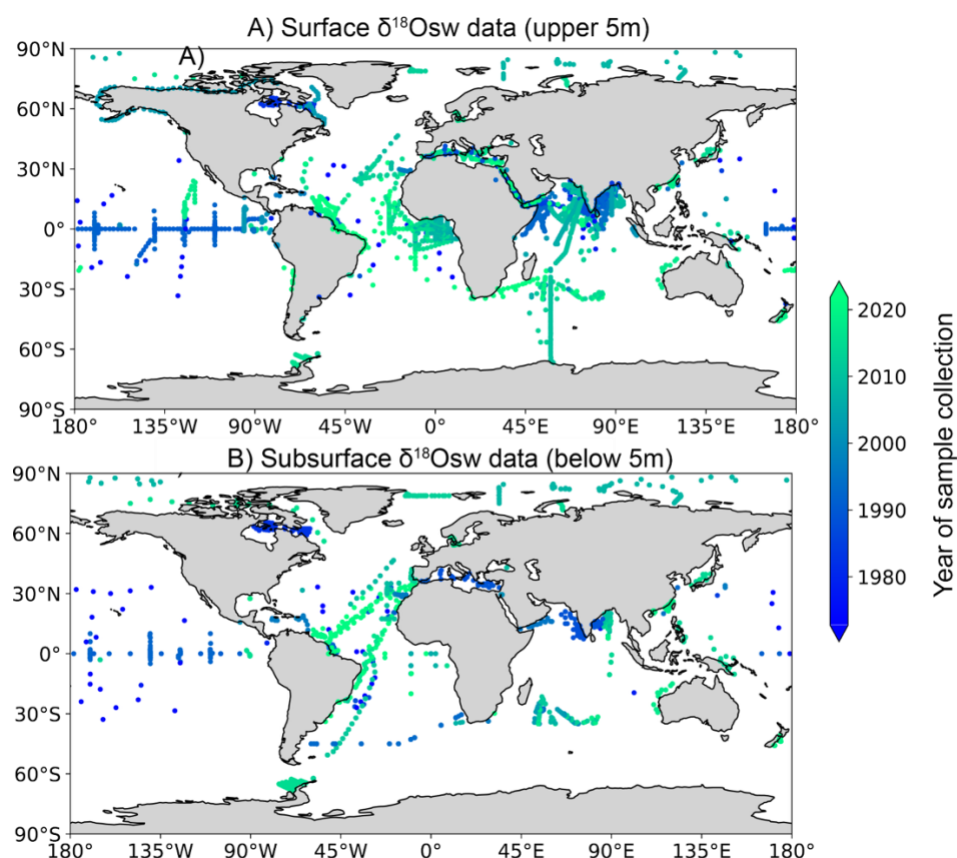 A) Surface δ¹⁸Osw data (upper 5m)
A)
90°N
60°N
30°N
0°
30°S
60°S
90°S
180° 135°W 90°W 45°W 0° 45°E 90°E 135°E 180°
B) Subsurface δ¹⁸Osw data (below 5m)
90°N
60°N
30°N
0°
30°S
60°S
90°S
180° 135°W 90°W 45°W 0° 45°E 90°E 135°E 180°
2020
2010
2000
1990
1980
Year of sample collection